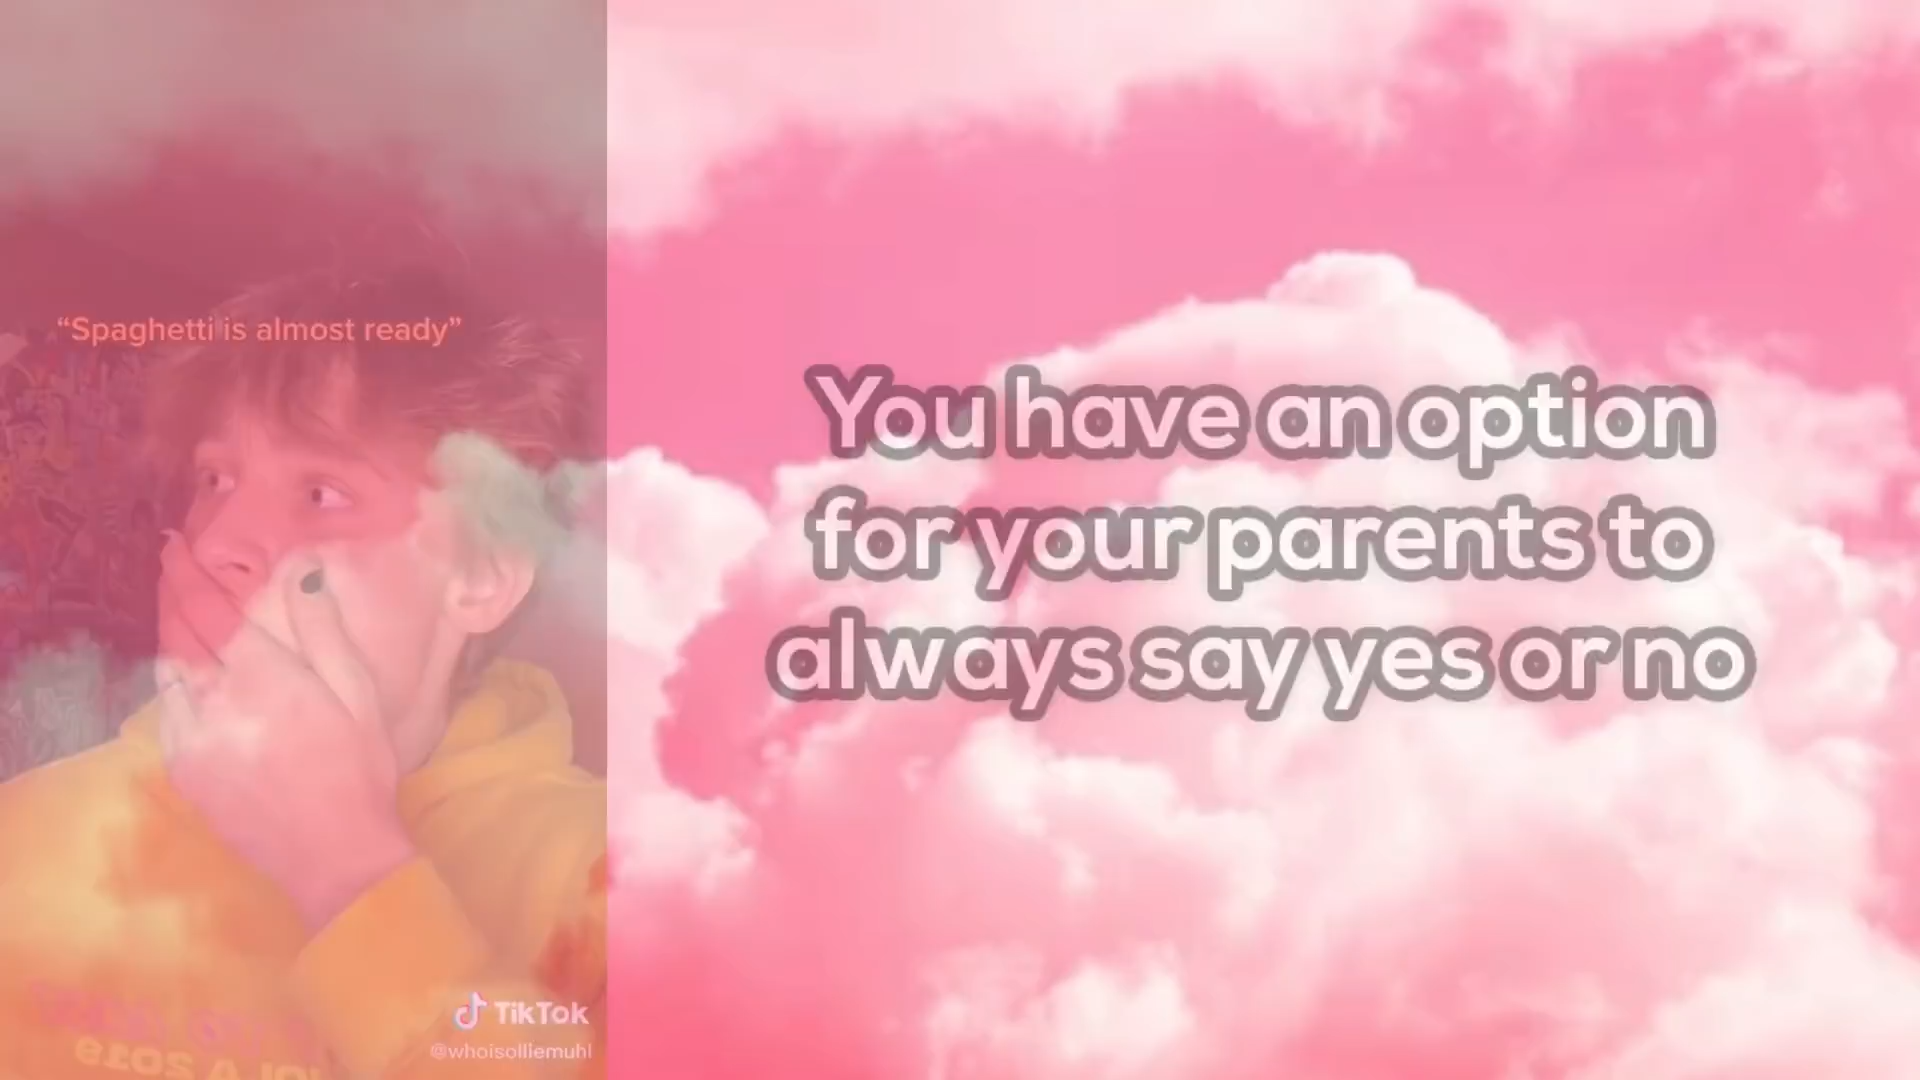 “Spaghetti is almost ready”
You have an option
for your parents to
always say yes or no
TikTok
@whoisolliemuhl